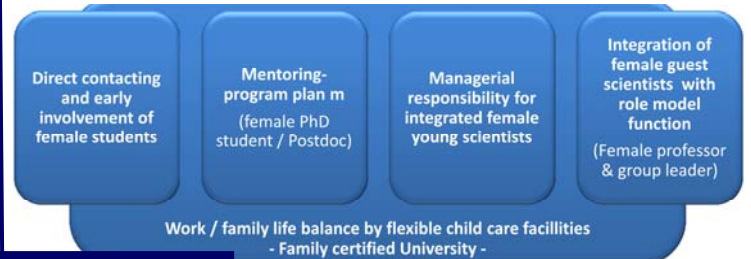 Direct contacting
and early
involvement of
female students
Mentoring-
program plan m
(female PhD
student / Postdoc)
Managerial
responsibility for
integrated female
young scientists
Integration of
female guest
scientists with
role model
function
(Female professor
& group leader)
Work / family life balance by flexible child care facillities
- Family certified University -